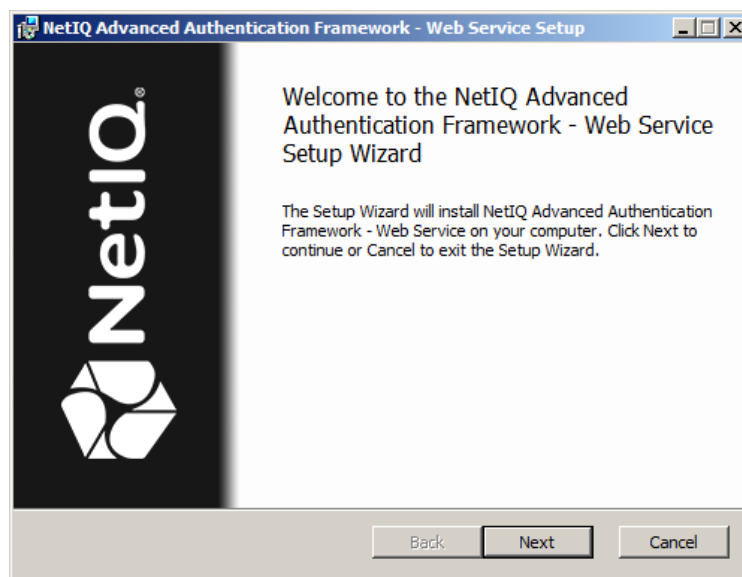 NetIQ Advanced Authentication Framework - Web Service Setup
NetIQ®
Welcome to the NetIQ Advanced
Authentication Framework - Web Service
Setup Wizard
The Setup Wizard will install NetIQ Advanced Authentication
Framework - Web Service on your computer. Click Next to
continue or Cancel to exit the Setup Wizard.
Back Next Cancel